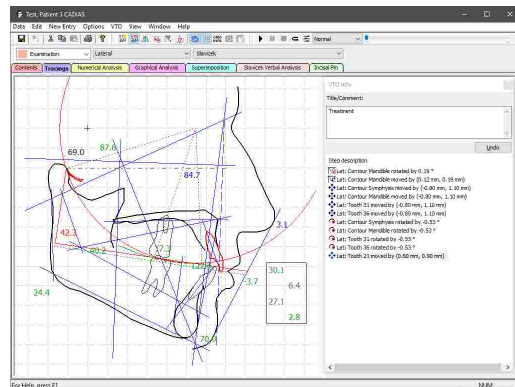 Test, Patient 3 CADIAS
Data Edit New Entry Options VTO View Window Help
Normal
Examination Lateral Slavicek
Contents Tracings Numerical Analysis Graphical Analysis Superimposition Slavicek Verbal Analysis Incisal Pin
VTO Info
Title/Comment:
Treatment
Undo
Step description
Lat: Contour Mandible rotated by 0.19 °
Lat: Contour Mandible moved by (0.12 mm, 0.19 mm)
Lat: Contour Symphysis moved by (-0.80 mm, 1.10 mm)
Lat: Contour Mandible moved by (-0.80 mm, 1.10 mm)
Lat: Tooth 31 moved by (-0.80 mm, 1.10 mm)
Lat: Tooth 36 moved by (-0.80 mm, 1.10 mm)
Lat: Contour Symphysis rotated by -0.53 °
Lat: Contour Mandible rotated by -0.53 °
Lat: Tooth 31 rotated by -0.53 °
Lat: Tooth 36 rotated by -0.53 °
Lat: Tooth 21 moved by (0.60 mm, 0.90 mm)
69.0
87.6
84.7
3.1
42.3
40.2
24.4
-3.7
30.1
6.4
27.1
2.8
For Help, press F1
NUM